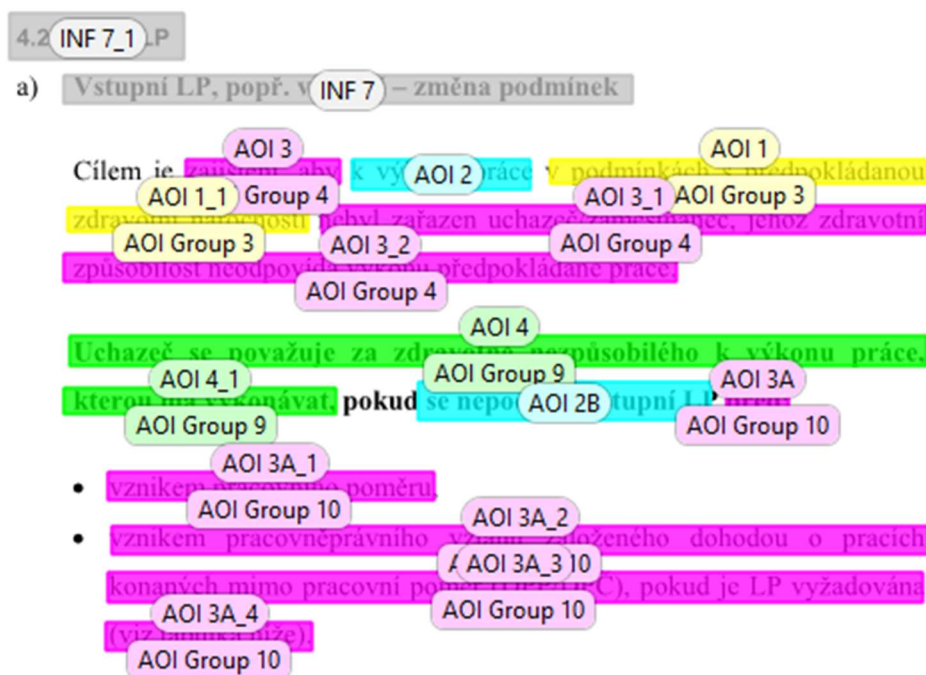 4.2 INF 7_1 LP
a) Vstupní LP, popř. v INF 7 – změna podmínek
AOI 3
AOI 2
AOI 1
Cílem je zajištění, aby k práce v podmínkách s předpokládanou
AOI 1_1
Group 4
AOI 3_1
AOI Group 3
zdravotní náročností nebyl zařazen uchazeč/zaměstnanec, jehož zdravotní
AOI Group 3
AOI 3_2
AOI Group 4
způsobilost neodpovídá výkonu předpokládané práce.
AOI Group 4
AOI 4
Uchazeč se považuje za zdravotně nezpůsobilého k výkonu práce,
AOI 4_1
AOI Group 9
AOI 3A
kterou má vykonávat, pokud se AOI 2B LP před
AOI Group 9
AOI Group 10
AOI 3A_1
• vznikem pracovního poměru,
AOI Group 10
AOI 3A_2
• vznikem pracovněprávního vztahu založeného dohodou o pracích
AOI 3A_3 10
konaných mimo pracovní poměr pokud je LP vyžadována
AOI 3A_4
AOI Group 10
(viz níže).
AOI Group 10